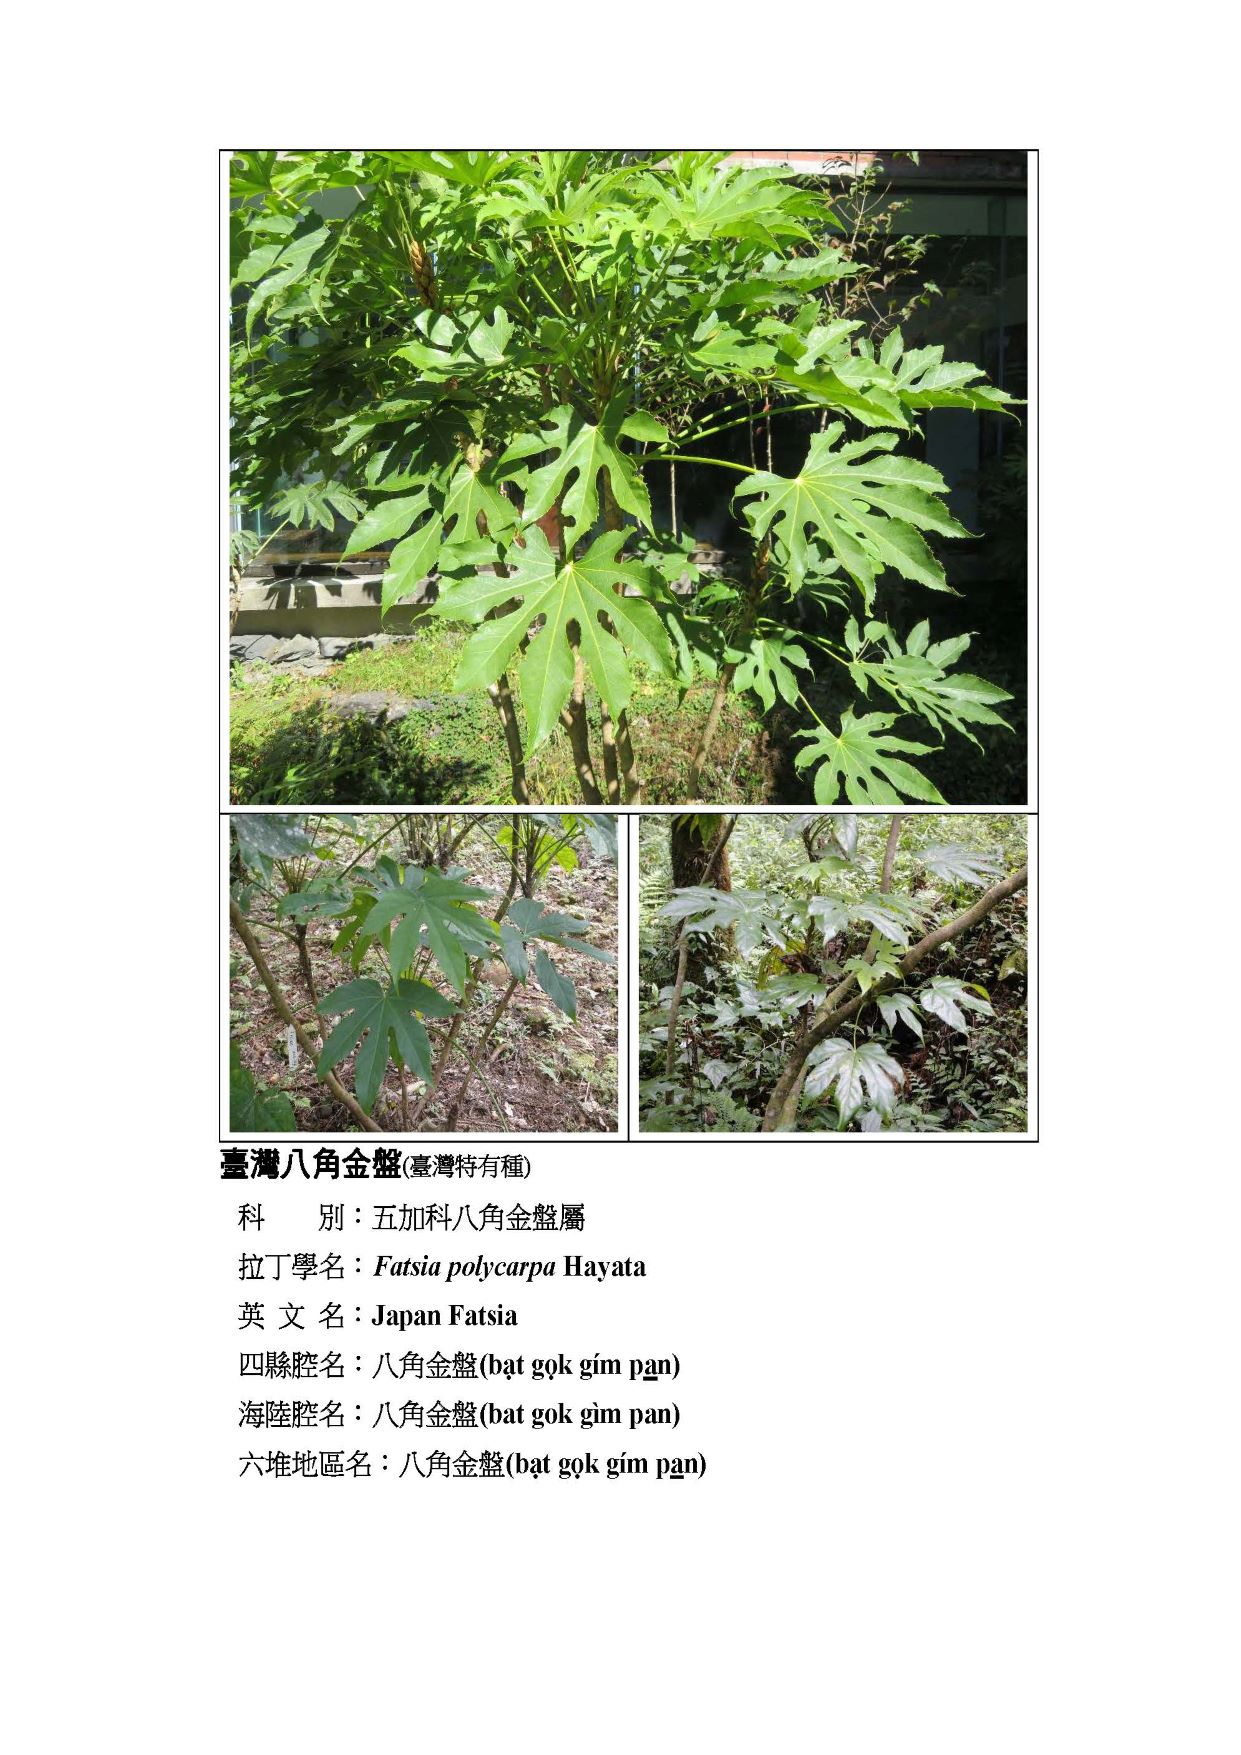 臺灣八角金盤(臺灣特有種)
科　　別：五加科八角金盤屬
拉丁學名：Fatsia polycarpa Hayata
英 文 名：Japan Fatsia
四縣腔名：八角金盤(bạt gọk gím pa̲n)
海陸腔名：八角金盤(bat gok gìm pan)
六堆地區名：八角金盤(bạt gọk gím pa̲n)